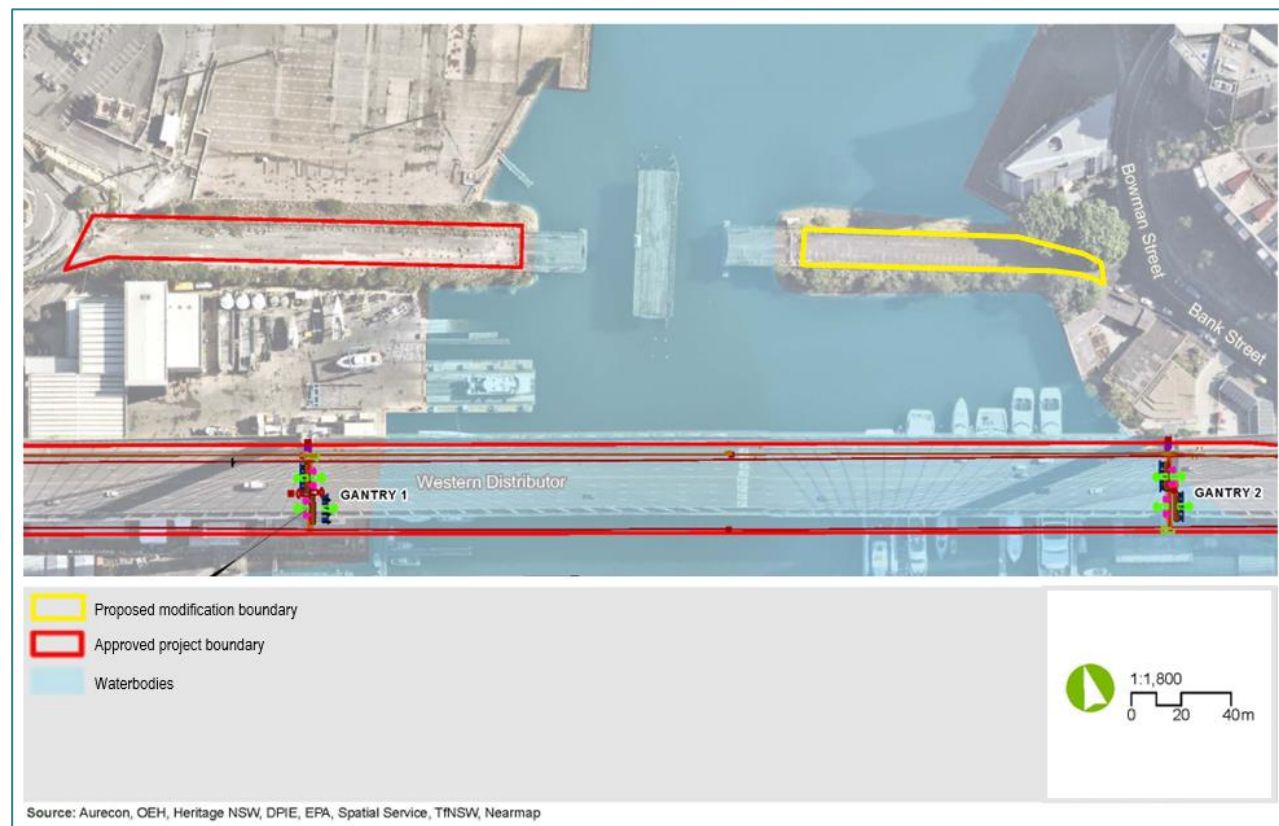 Bowman Street
Bank Street
Western Distributor
GANTRY 1
GANTRY 2
Proposed modification boundary
Approved project boundary
Waterbodies
1:1,800
0 20 40m
Source: Aurecon, OEH, Heritage NSW, DPIE, EPA, Spatial Service, TfNSW, Nearmap